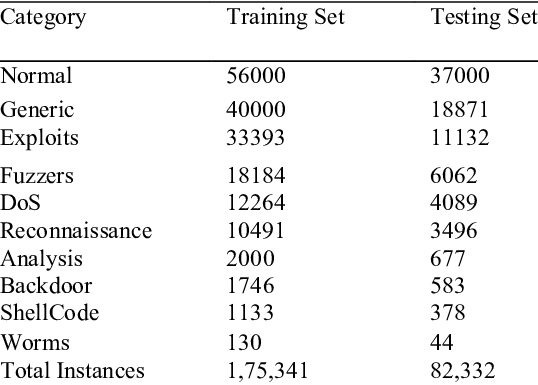 Category Training Set Testing Set
Normal 56000 37000
Generic 40000 18871
Exploits 33393 11132
Fuzzers 18184 6062
DoS 12264 4089
Reconnaissance 10491 3496
Analysis 2000 677
Backdoor 1746 583
ShellCode 1133 378
Worms 130 44
Total Instances 1,75,341 82,332